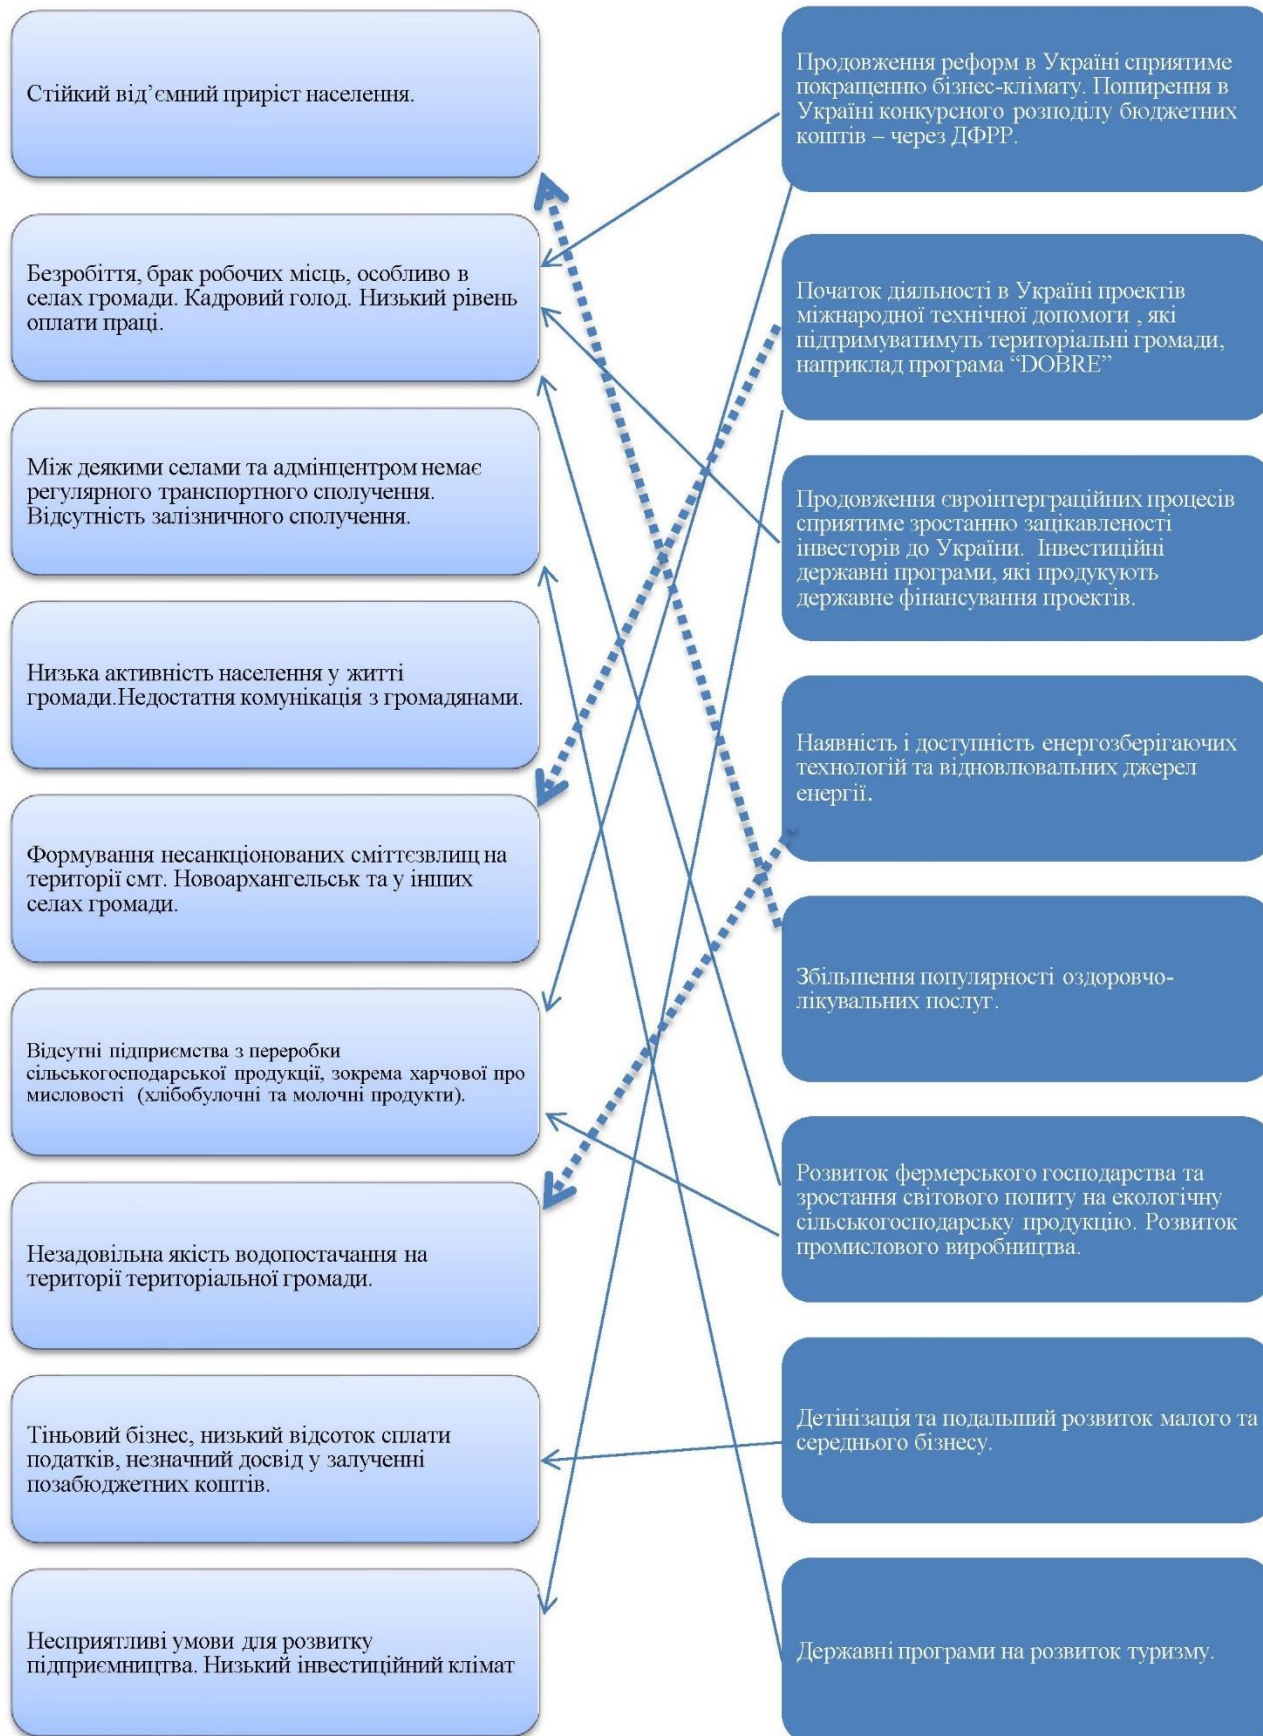 Стійкий від’ємний приріст населення.
Безробіття, брак робочих місць, особливо в
селах громади. Кадровий голод. Низький рівень
оплати праці.
Між деякими селами та адмінцентром немає
регулярного транспортного сполучення.
Відсутність залізничного сполучення.
Низька активність населення у житті
громади.Недостатня комунікація з громадянами.
Формування несанкціонованих сміттєзвлищ на
території смт. Новоархангельськ та у інших
селах громади.
Відсутні підприємства з переробки
сільськогосподарської продукції, зокрема харчової про
мисловості (хлібобулочні та молочні продукти).
Незадовільна якість водопостачання на
території територіальної громади.
Тіньовий бізнес, низький відсоток сплати
податків, незначний досвід у залученні
позабюджетних коштів.
Несприятливі умови для розвитку
підприємництва. Низький інвестиційний клімат
Продовження реформ в Україні сприятиме
покращенню бізнес-клімату. Поширення в
Україні конкурсного розподілу бюджетних
коштів – через ДФРР.
Початок діяльності в Україні проектів
міжнародної технічної допомоги , які
підтримуватимуть територіальні громади,
наприклад програма “DOBRE”
Продовження євроінтерграційних процесів
сприятиме зростанню зацікавленості
інвесторів до України. Інвестиційні
державні програми, які продукують
державне фінансування проектів.
Наявність і доступність енергозберігаючих
технологій та відновлювальних джерел
енергії.
Збільшення популярності оздоровчо-
лікувальних послуг.
Розвиток фермерського господарства та
зростання світового попиту на екологічну
сільськогосподарську продукцію. Розвиток
промислового виробництва.
Детінізація та подальший розвиток малого та
середнього бізнесу.
Державні програми на розвиток туризму.